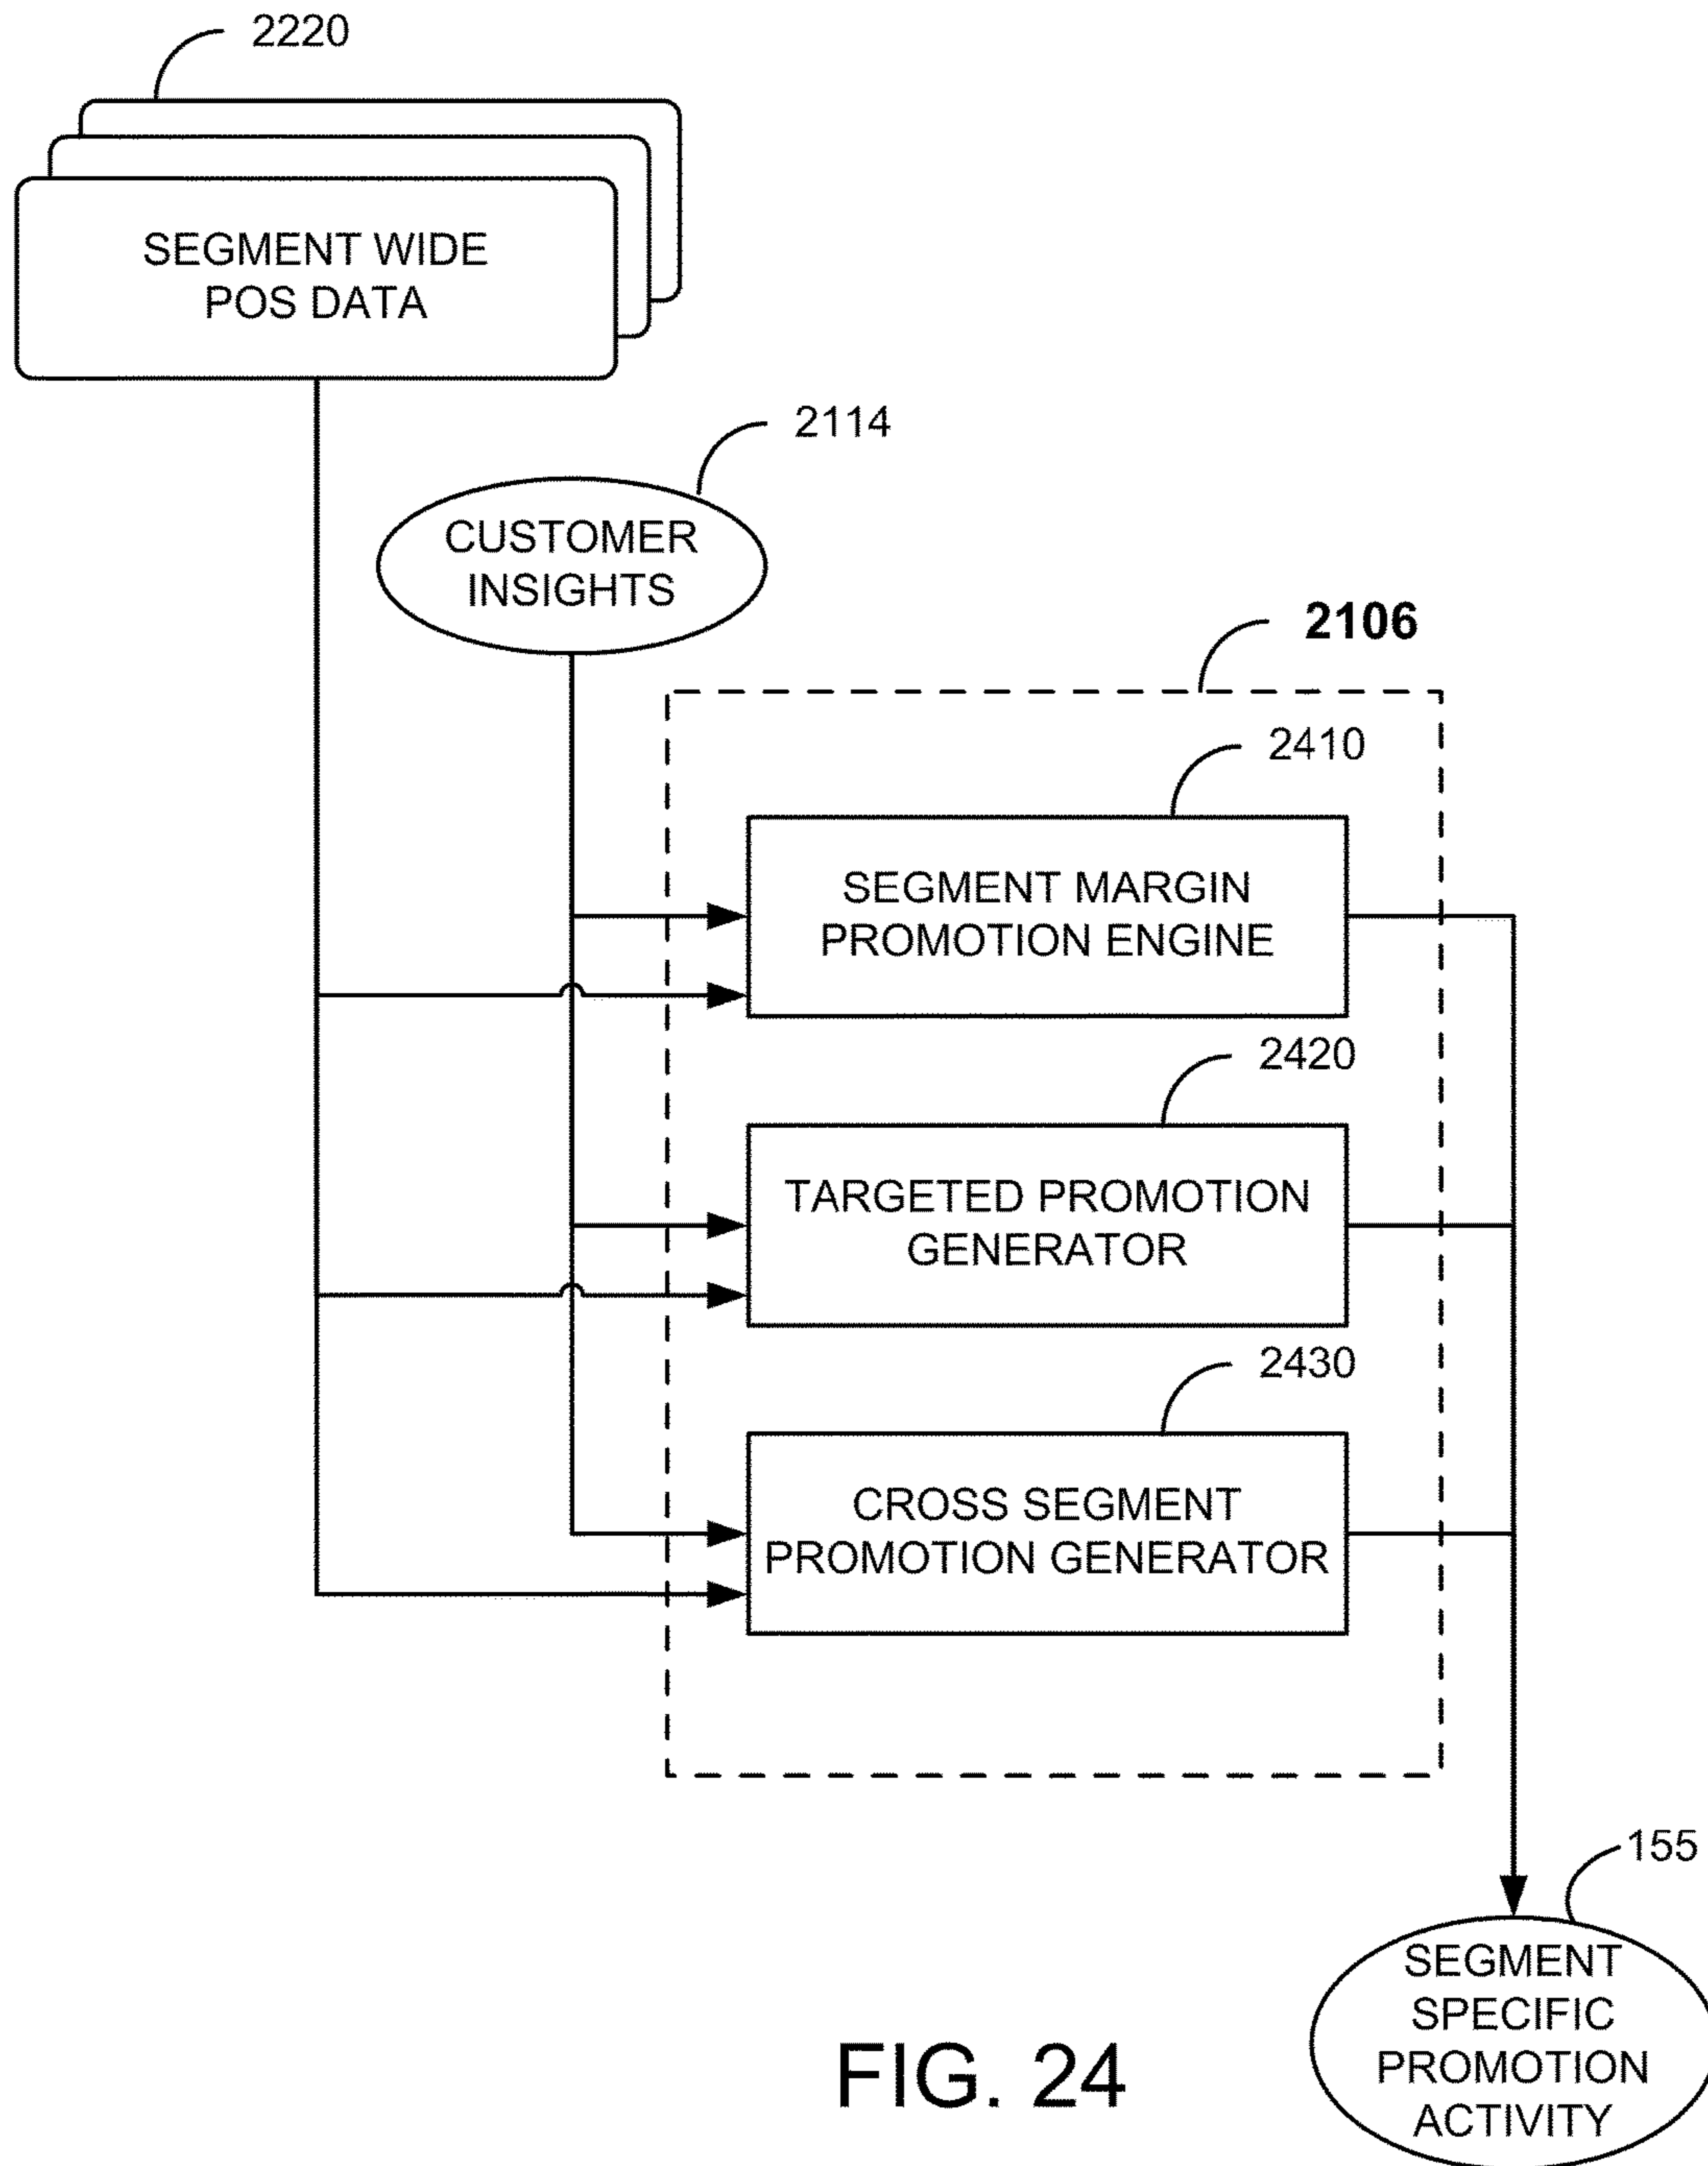 2220
SEGMENT WIDE
POS DATA
2114
CUSTOMER
INSIGHTS
2106
2410
SEGMENT MARGIN
PROMOTION ENGINE
2420
TARGETED PROMOTION
GENERATOR
2430
CROSS SEGMENT
PROMOTION GENERATOR
155
SEGMENT
SPECIFIC
PROMOTION
ACTIVITY
FIG. 24